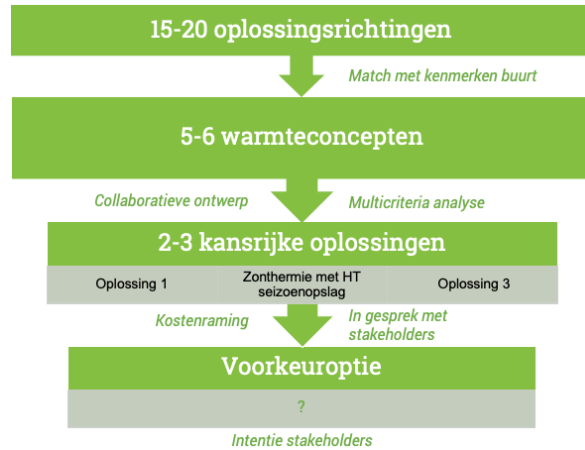 15-20 oplossingsrichtingen
Match met kenmerken buurt
5-6 warmteconcepten
Collaboratieve ontwerp
Multicriteria analyse
2-3 kansrijke oplossingen
Oplossing 1
Zonthermie met HT
seizoenopslag
Oplossing 3
Kostenraming
In gesprek met
stakeholders
Voorkeuroptie
?
Intentie stakeholders